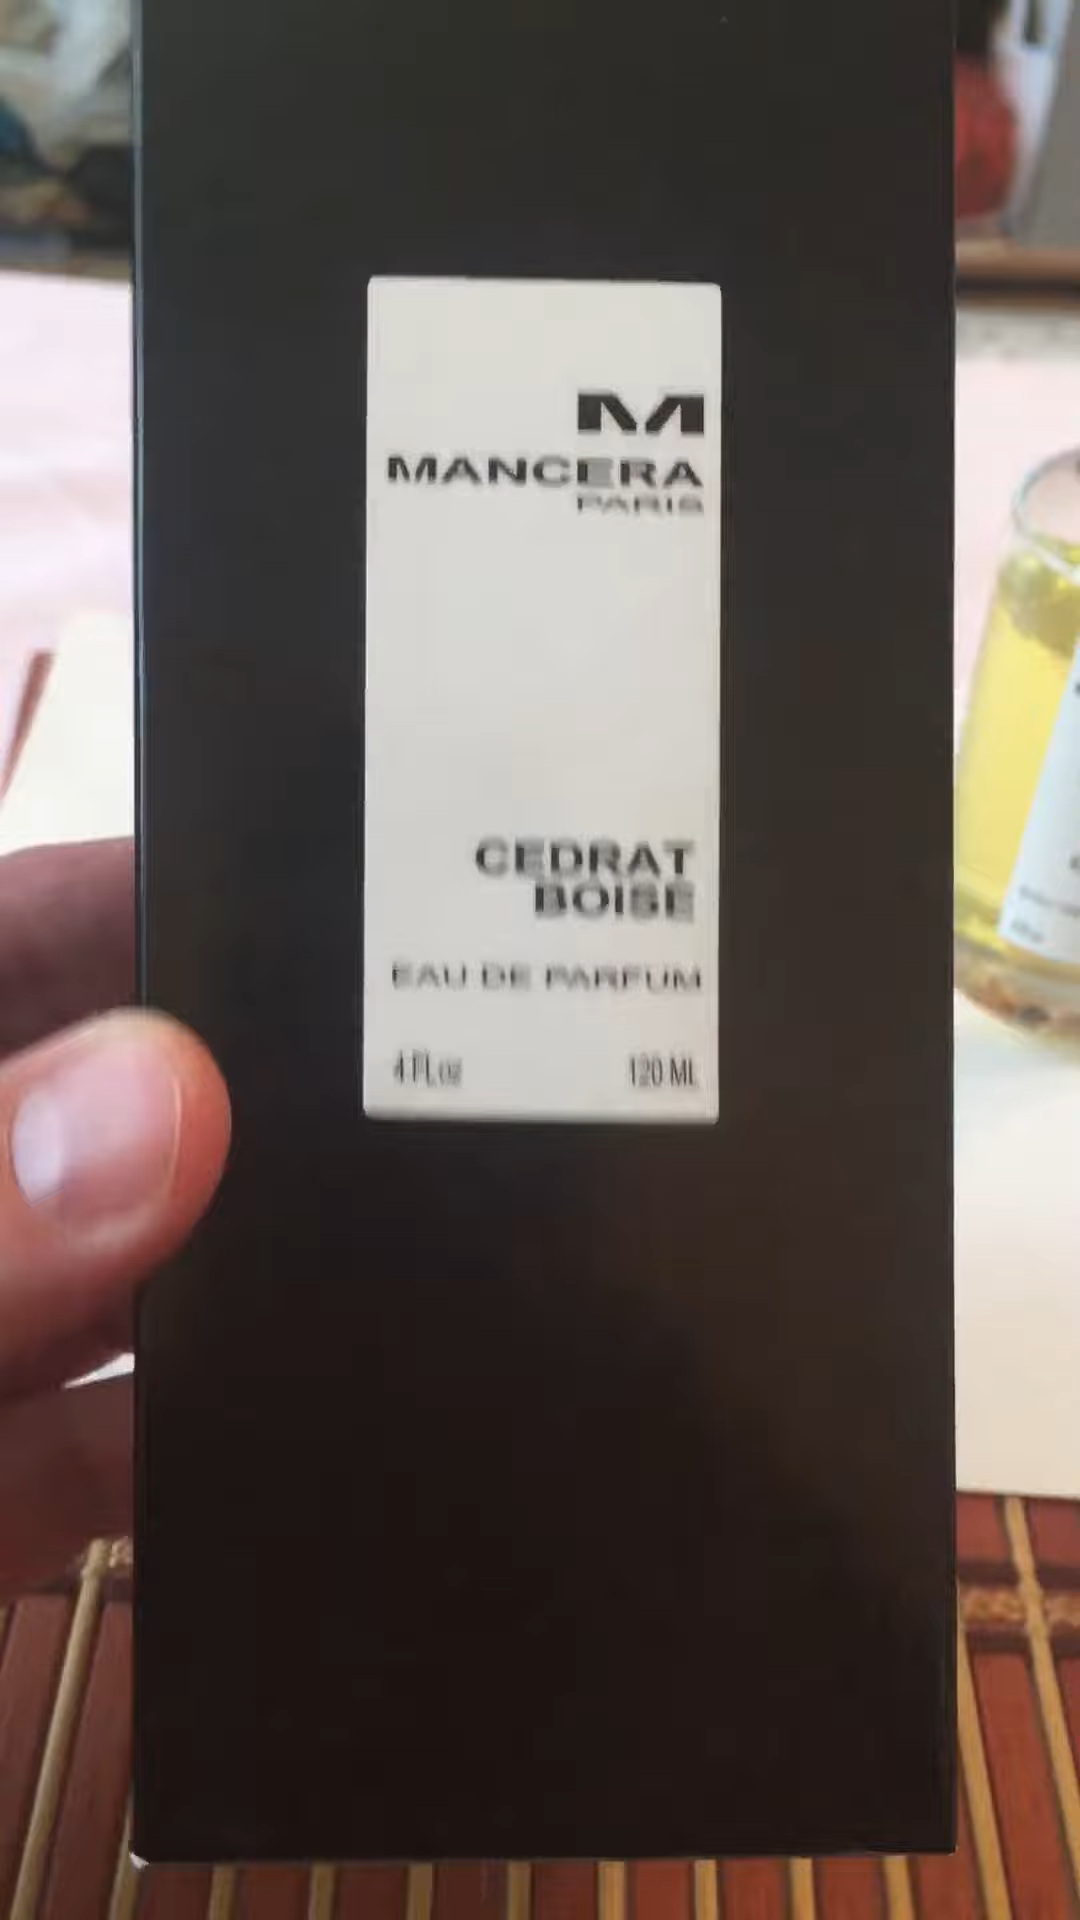 M
MANCERA
PARIS
CEDRAT
BOISE
EAU DE PARFUM
4 FL oz 120 ML